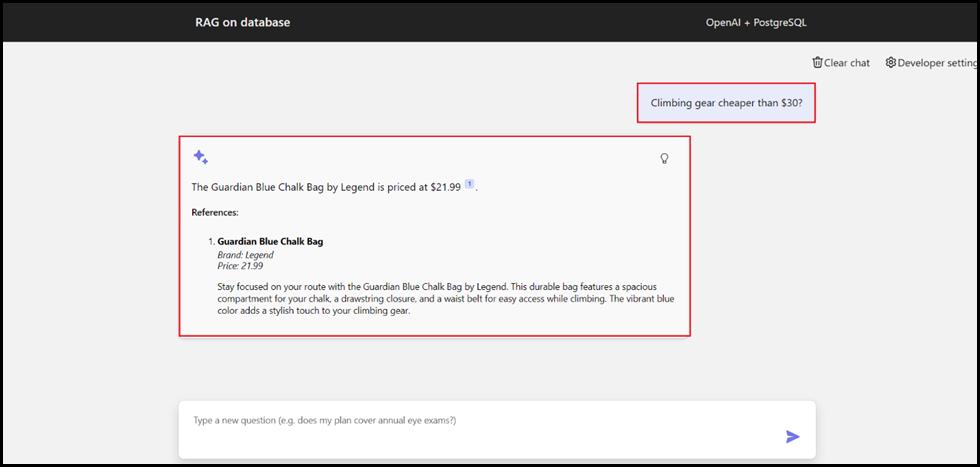 RAG on database
OpenAI + PostgreSQL
Clear chat
Developer setting
Climbing gear cheaper than $30?
The Guardian Blue Chalk Bag by Legend is priced at $21.99 1 .
References:
1. Guardian Blue Chalk Bag
Brand: Legend
Price: 21.99
Stay focused on your route with the Guardian Blue Chalk Bag by Legend. This durable bag features a spacious
compartment for your chalk, a drawstring closure, and a waist belt for easy access while climbing. The vibrant blue
color adds a stylish touch to your climbing gear.
Type a new question (e.g. does my plan cover annual eye exams?)